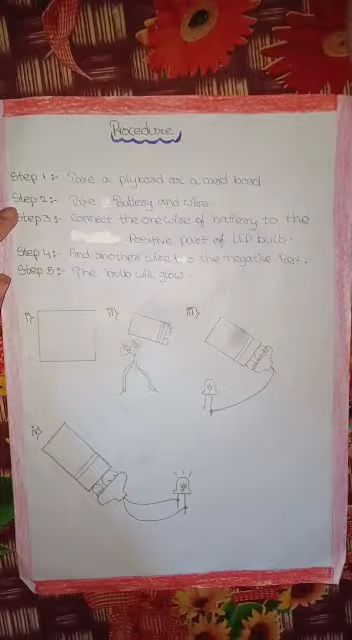 Procedure
Step 1:- Take a plyboard or a card board
Step 2:- Take a Battery and wire.
Step 3:- Connect the one wire of battery to the
Positive part of LED bulb.
Step 4:- And another wire to the negative Part.
Step 5:- The bulb will glow.
i)
ii)
iii)
iv)